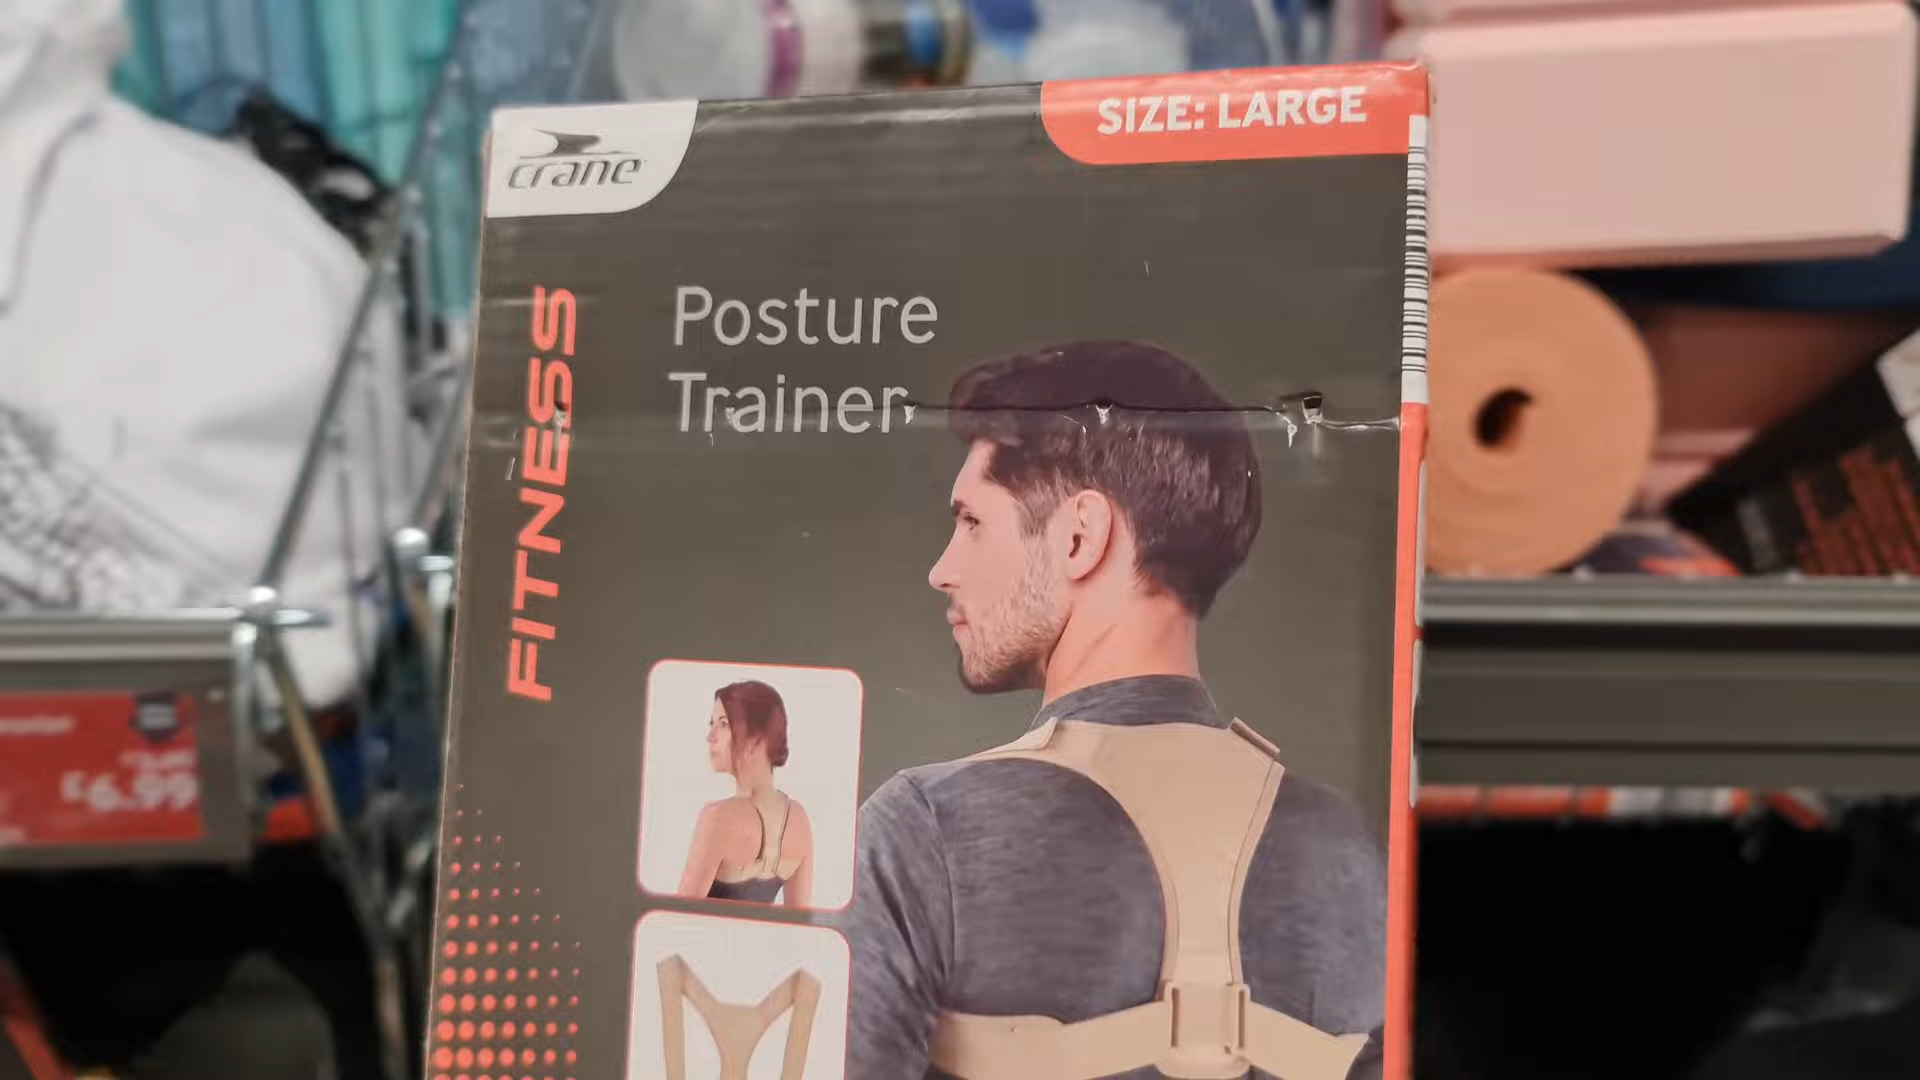 crane
SIZE: LARGE
Posture
Trainer
FITNESS
£6.99